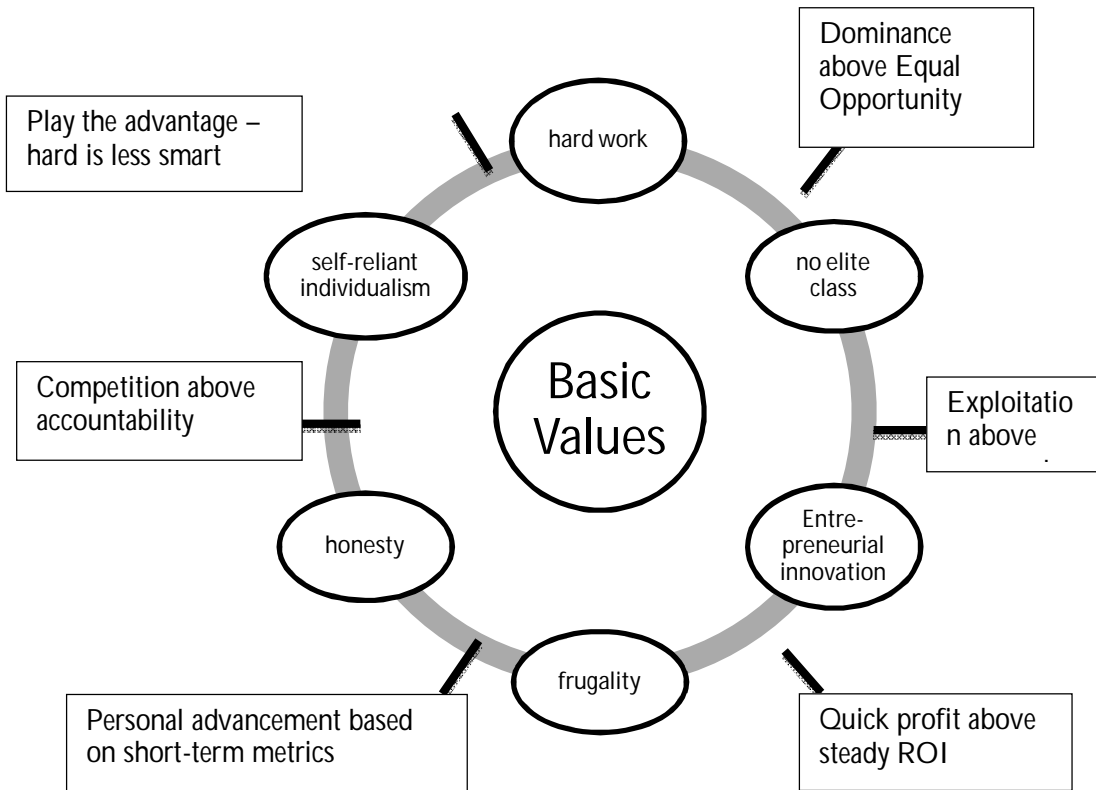 Dominance
above Equal
Opportunity
Play the advantage –
hard is less smart
hard work
self-reliant
individualism
no elite
class
Basic
Values
Competition above
accountability
Exploitatio
n above
honesty
Entre-
preneurial
innovation
frugality
Personal advancement based
on short-term metrics
Quick profit above
steady ROI